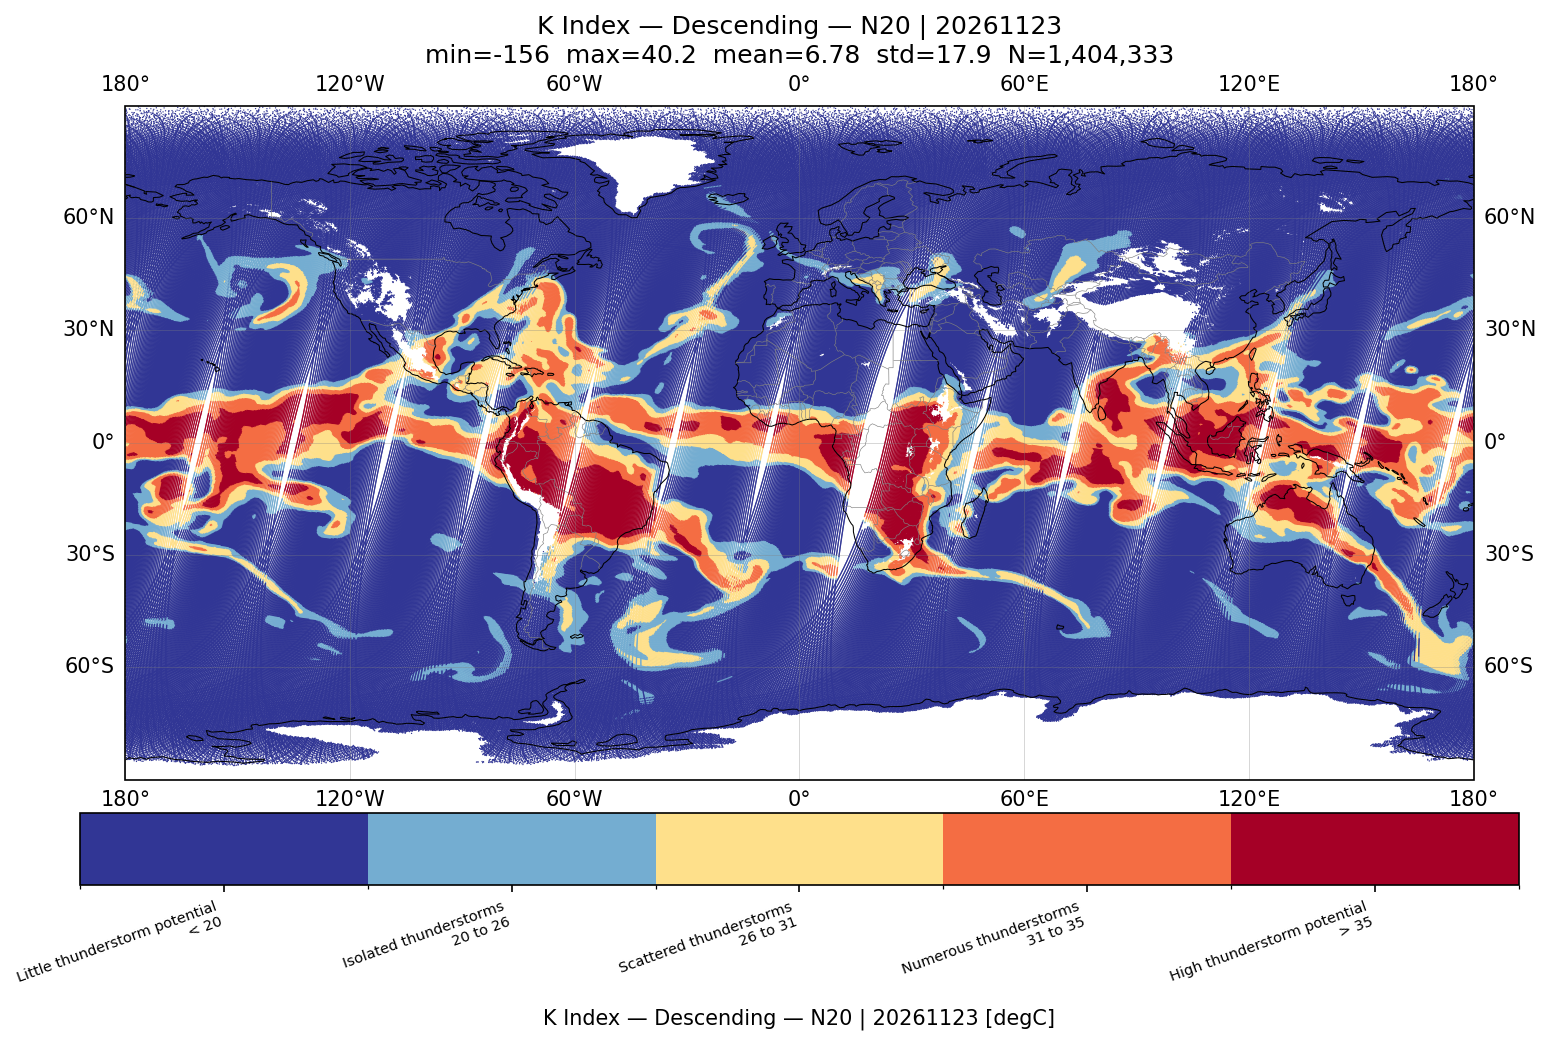 K Index — Descending — N20 | 20261123
min=-156  max=40.2  mean=6.78  std=17.9  N=1,404,333
180° 120°W 60°W 0° 60°E 120°E 180°
60°N 60°N
30°N 30°N
0° 0°
30°S 30°S
60°S 60°S
180° 120°W 60°W 0° 60°E 120°E 180°
Little thunderstorm potential
< 20
Isolated thunderstorms
20 to 26
Scattered thunderstorms
26 to 31
Numerous thunderstorms
31 to 35
High thunderstorm potential
> 35
K Index — Descending — N20 | 20261123 [degC]